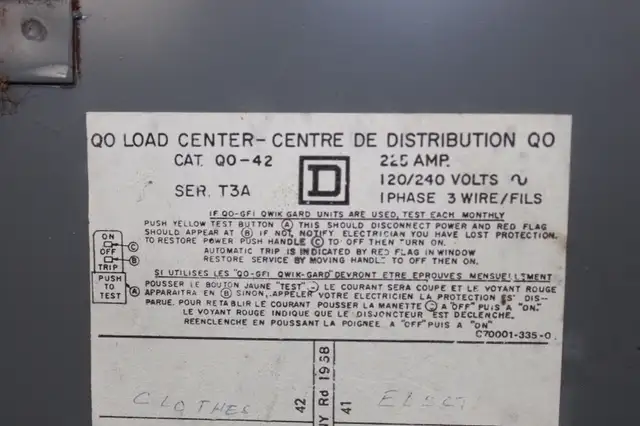 QO LOAD CENTER-CENTRE DE DISTRIBUTION QO
CAT. QO-42
SER. T3A
D
225 AMP.
120/240 VOLTS ~
1 PHASE 3 WIRE/FILS
IF QO-GFI QWIK GARD UNITS ARE USED, TEST EACH MONTHLY
PUSH YELLOW TEST BUTTON (A) THIS SHOULD DISCONNECT POWER AND RED FLAG
SHOULD APPEAR AT (B) IF NOT, NOTIFY ELECTRICIAN YOU HAVE LOST PROTECTION.
TO RESTORE POWER PUSH HANDLE (C) TO OFF THEN TURN ON.
AUTOMATIC TRIP IS INDICATED BY RED FLAG IN WINDOW
RESTORE SERVICE BY MOVING HANDLE TO OFF THEN ON.
ON
OFF
TRIP
PUSH
TO
TEST
C
B
A
SI UTILISES LES "QO-GFI QWIK-GARD" DEVRONT ETRE EPROUVES MENSUELLMENT
POUSSER LE BOUTON JAUNE "TEST" - LE COURANT SERA COUPE ET LE VOYANT ROUGE
APPARAITRA EN (B) SINON, APPELER VOTRE ELECTRICIEN LA PROTECTION ES' DIS-
PARUE. POUR RETABLIR LE COURANT POUSSER LA MANETTE (C) A "OFF" PUIS A "ON."
LE VOYANT ROUGE INDIQUE QUE LE DISJONCTEUR EST DECLENCHE.
REENCLENCHE EN POUSSANT LA POIGNEE A "OFF" PUIS A "ON"
C70001-335-0
CLOTHES
42
NY Rd 1968
41
ELECT